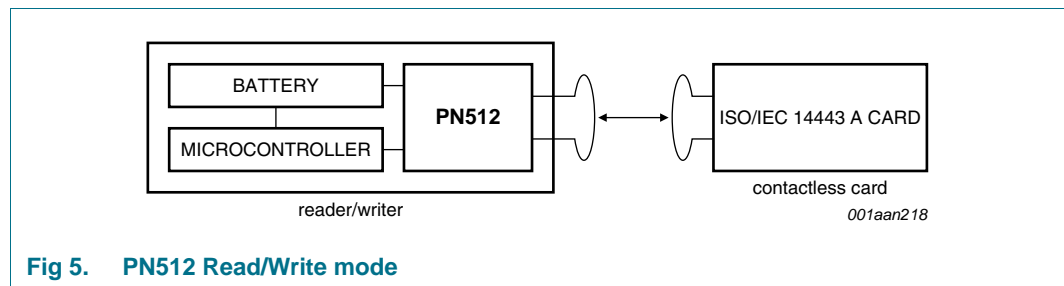 BATTERY
MICROCONTROLLER
PN512
ISO/IEC 14443 A CARD
reader/writer
contactless card
001aan218
Fig 5. PN512 Read/Write mode